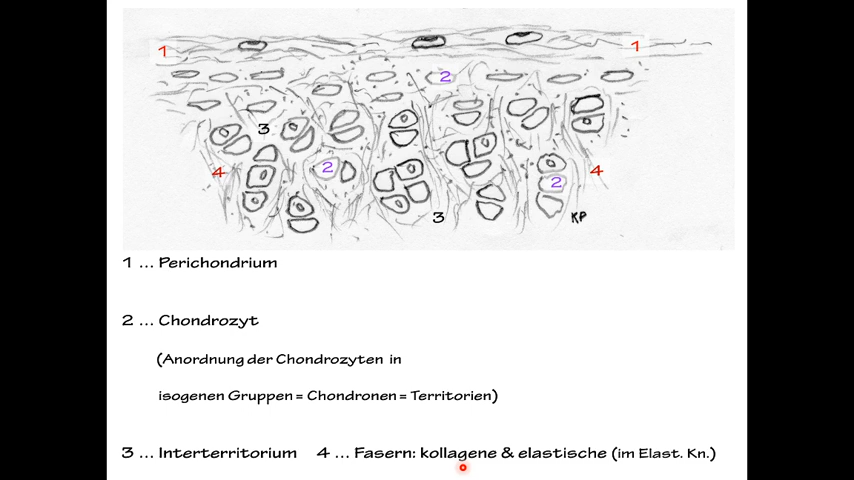 1 1
2
3
4 2 4
2
3 KP
1 ... Perichondrium
2 ... Chondrozyt
(Anordnung der Chondrozyten in
isogenen Gruppen = Chondronen = Territorien)
3 ... Interterritorium 4 ... Fasern: kollagene & elastische (im Elast. Kn.)